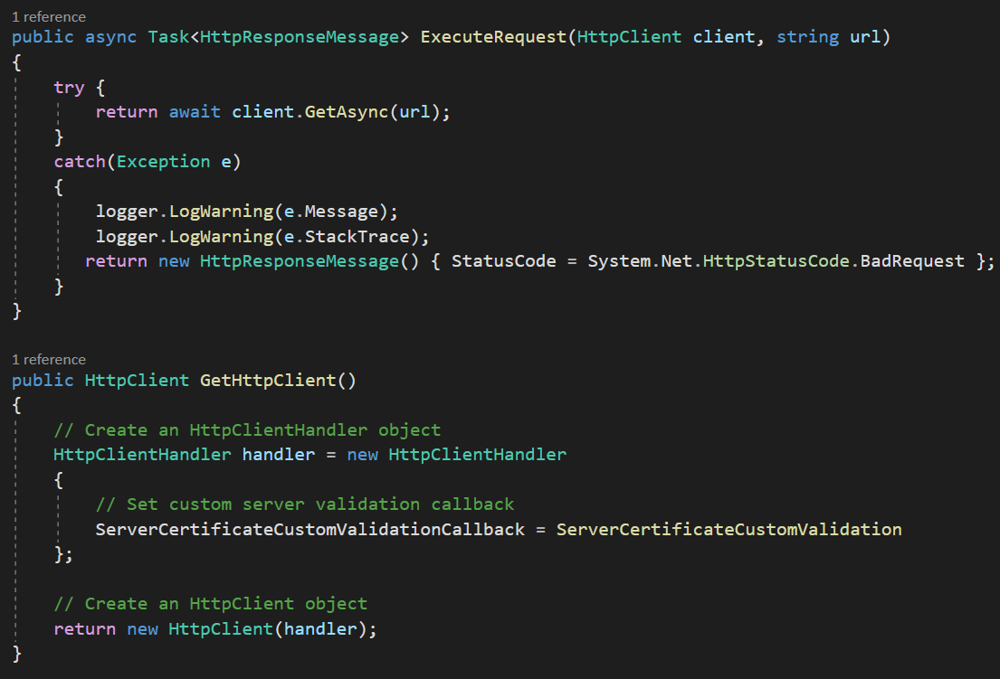 1 reference
public async Task<HttpResponseMessage> ExecuteRequest(HttpClient client, string url)
{
    try {
        return await client.GetAsync(url);
    }
    catch(Exception e)
    {
        logger.LogWarning(e.Message);
        logger.LogWarning(e.StackTrace);
       return new HttpResponseMessage() { StatusCode = System.Net.HttpStatusCode.BadRequest };
    }
}
1 reference
public HttpClient GetHttpClient()
{
    // Create an HttpClientHandler object
    HttpClientHandler handler = new HttpClientHandler
    {
        // Set custom server validation callback
        ServerCertificateCustomValidationCallback = ServerCertificateCustomValidation
    };
    // Create an HttpClient object
    return new HttpClient(handler);
}